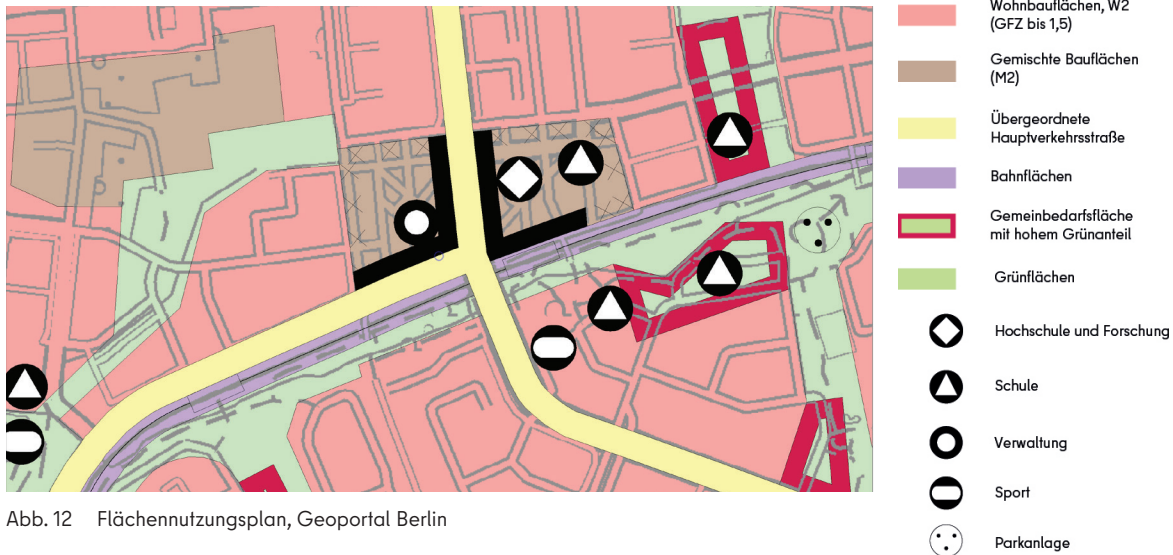 Wohnbauflächen, W2
(GFZ bis 1,5)
Gemischte Bauflächen
(M2)
Übergeordnete
Hauptverkehrsstraße
Bahnflächen
Gemeinbedarfsfläche
mit hohem Grünanteil
Grünflächen
Hochschule und Forschung
Schule
Verwaltung
Sport
Parkanlage
Abb. 12 Flächennutzungsplan, Geoportal Berlin